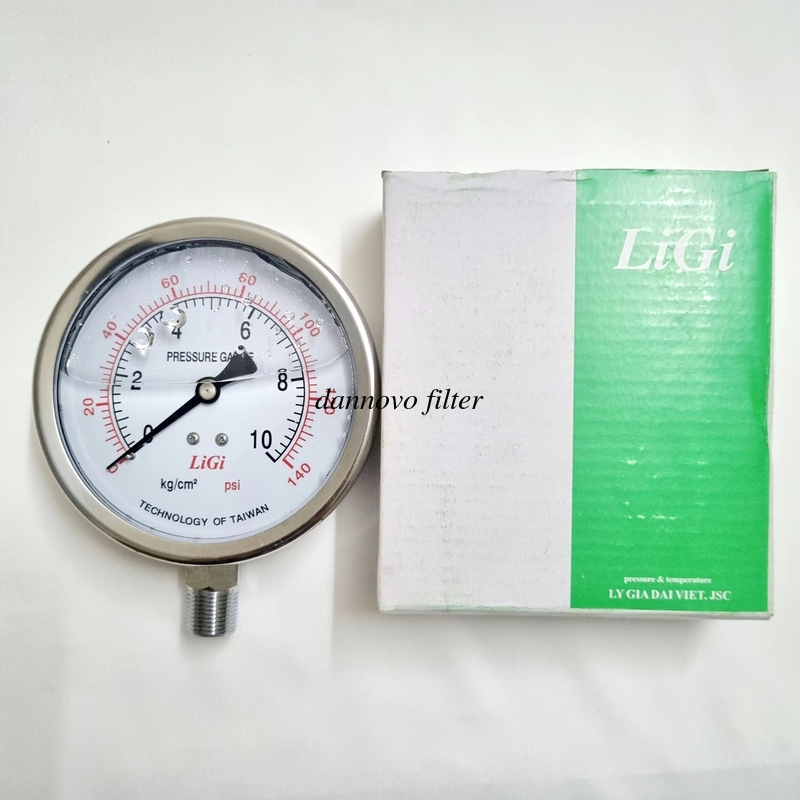 60 80
40 100
20
0 140
4 6
2 8
0 10
PRESSURE
LiGi
kg/cm² psi
TECHNOLOGY OF TAIWAN
dannovo filter
LiGi
pressure & temperature
LY GIA DAI VIET. JSC